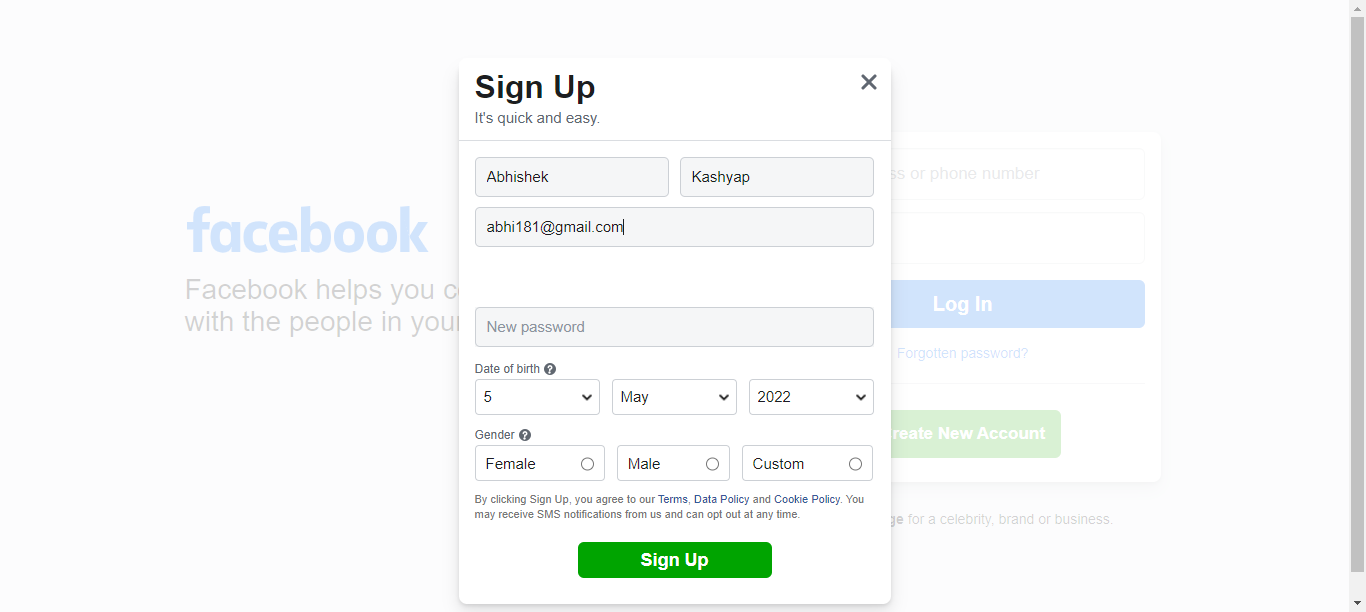 Sign Up
It's quick and easy.
Abhishek Kashyap
abhi181@gmail.com
New password
Date of birth ?
5 May 2022
Gender ?
Female Male Custom
By clicking Sign Up, you agree to our Terms, Data Policy and Cookie Policy. You
may receive SMS notifications from us and can opt out at any time.
Sign Up
facebook
Facebook helps you
with the people in your
or phone number
Log In
Forgotten password?
New Account
for a celebrity, brand or business.